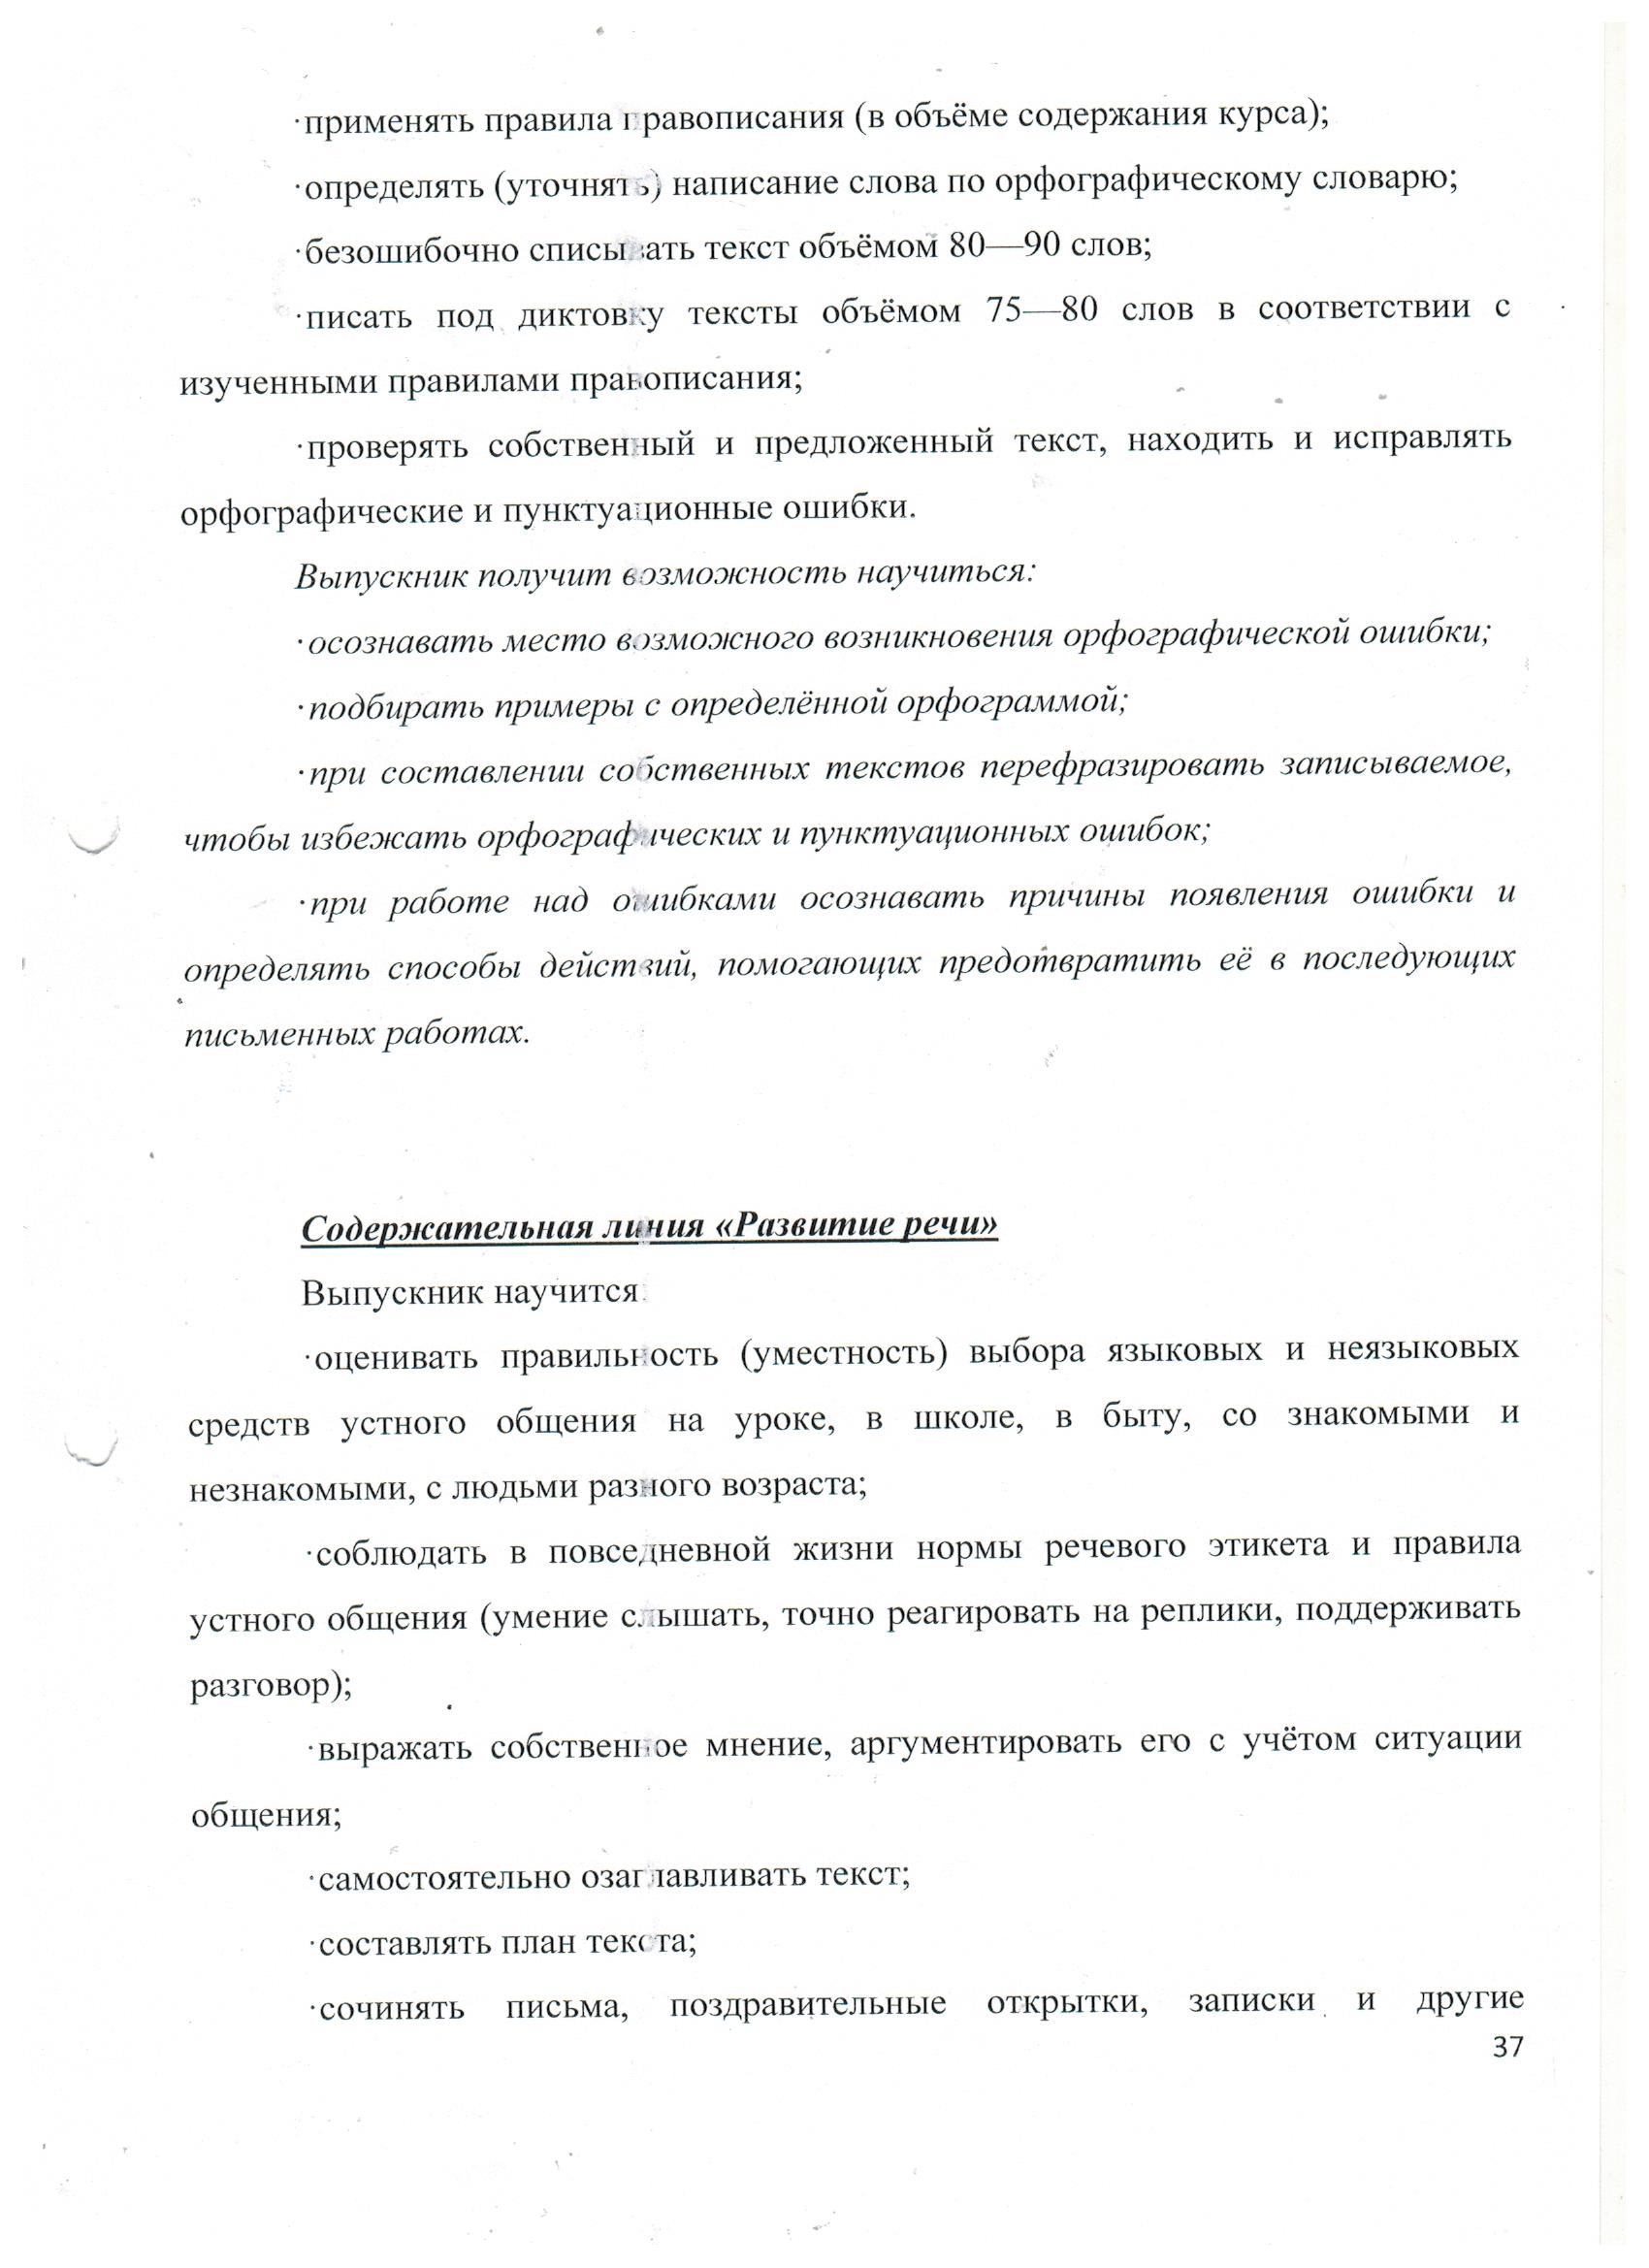 ·применять правила правописания (в объёме содержания курса);
·определять (уточнять) написание слова по орфографическому словарю;
·безошибочно списывать текст объёмом 80—90 слов;
·писать под диктовку тексты объёмом 75—80 слов в соответствии с
изученными правилами правописания;
·проверять собственный и предложенный текст, находить и исправлять
орфографические и пунктуационные ошибки.
Выпускник получит возможность научиться:
·осознавать место возможного возникновения орфографической ошибки;
·подбирать примеры с определённой орфограммой;
·при составлении собственных текстов перефразировать записываемое,
чтобы избежать орфографических и пунктуационных ошибок;
·при работе над ошибками осознавать причины появления ошибки и
определять способы действий, помогающих предотвратить её в последующих
письменных работах.
Содержательная линия «Развитие речи»
Выпускник научится:
·оценивать правильность (уместность) выбора языковых и неязыковых
средств устного общения на уроке, в школе, в быту, со знакомыми и
незнакомыми, с людьми разного возраста;
·соблюдать в повседневной жизни нормы речевого этикета и правила
устного общения (умение слышать, точно реагировать на реплики, поддерживать
разговор);
·выражать собственное мнение, аргументировать его с учётом ситуации
общения;
·самостоятельно озаглавливать текст;
·составлять план текста;
·сочинять письма, поздравительные открытки, записки и другие
37